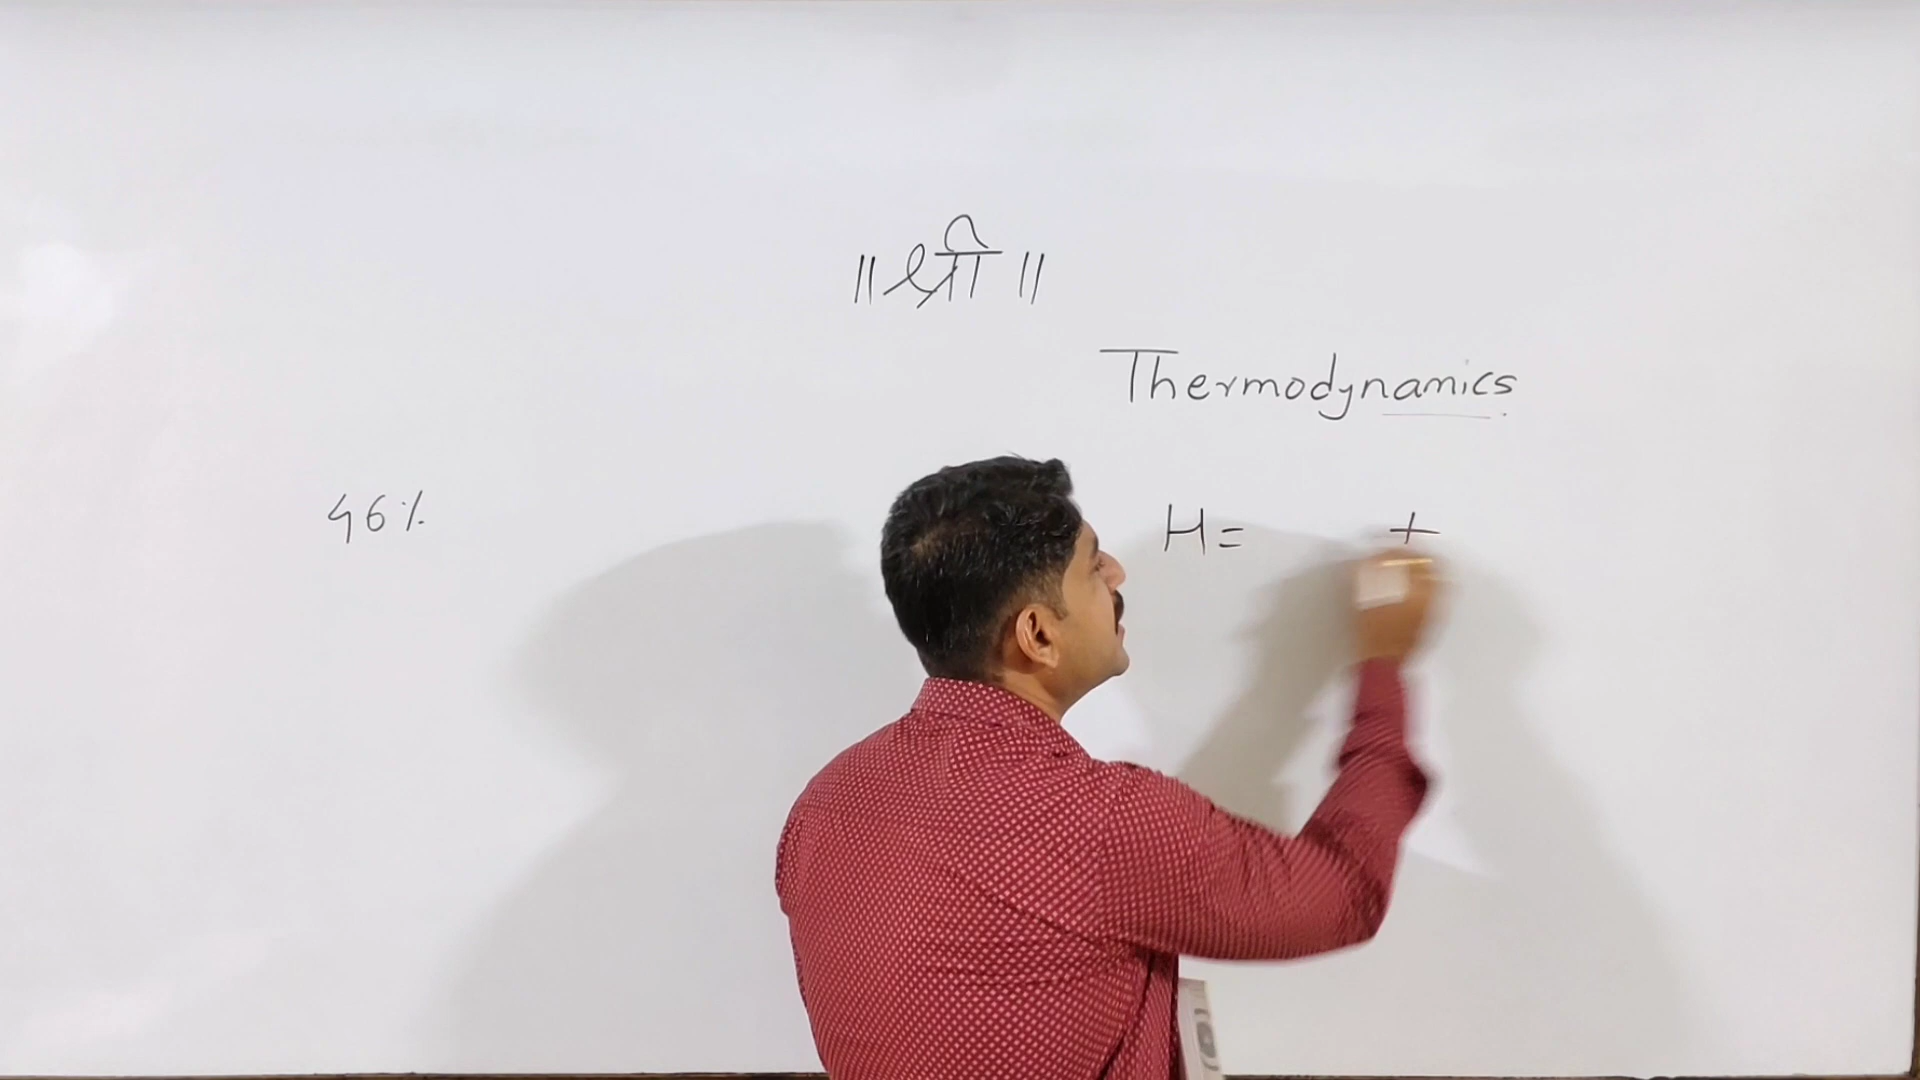 ॥ श्री ॥
Thermodynamics
46%
H= +